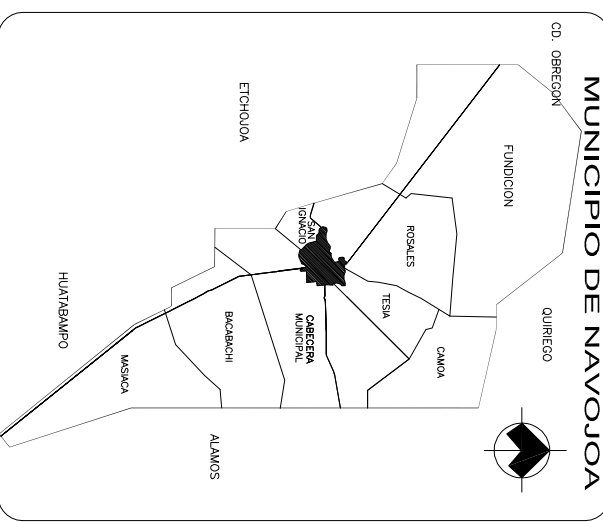 MUNICIPIO DE NAVOJOA
CD. OBREGON
QUIRIEGO
FUNDICION
ETCHOJOA
ROSALES
SAN
IGNACIO
TESIA
CAMOA
CABECERA
MUNICIPAL
BACABACHI
HUATABAMPO
MASIACA
ALAMOS